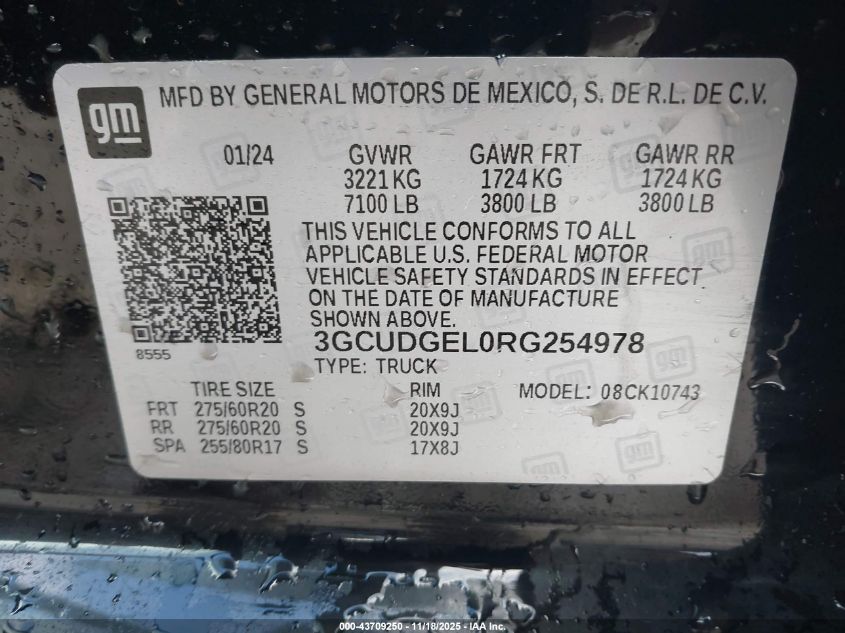 gm
MFD BY GENERAL MOTORS DE MEXICO, S. DE R.L. DE C.V.
01/24 GVWR GAWR FRT GAWR RR
3221 KG 1724 KG 1724 KG
7100 LB 3800 LB 3800 LB
THIS VEHICLE CONFORMS TO ALL
APPLICABLE U.S. FEDERAL MOTOR
VEHICLE SAFETY STANDARDS IN EFFECT
ON THE DATE OF MANUFACTURE
SHOWN ABOVE.
8555
3GCUDGEL0RG254978
TYPE: TRUCK
TIRE SIZE RIM MODEL: 08CK10743
FRT 275/60R20 S 20X9J
RR 275/60R20 S 20X9J
SPA 255/80R17 S 17X8J
000-43709250 - 11/18/2025 - IAA Inc.